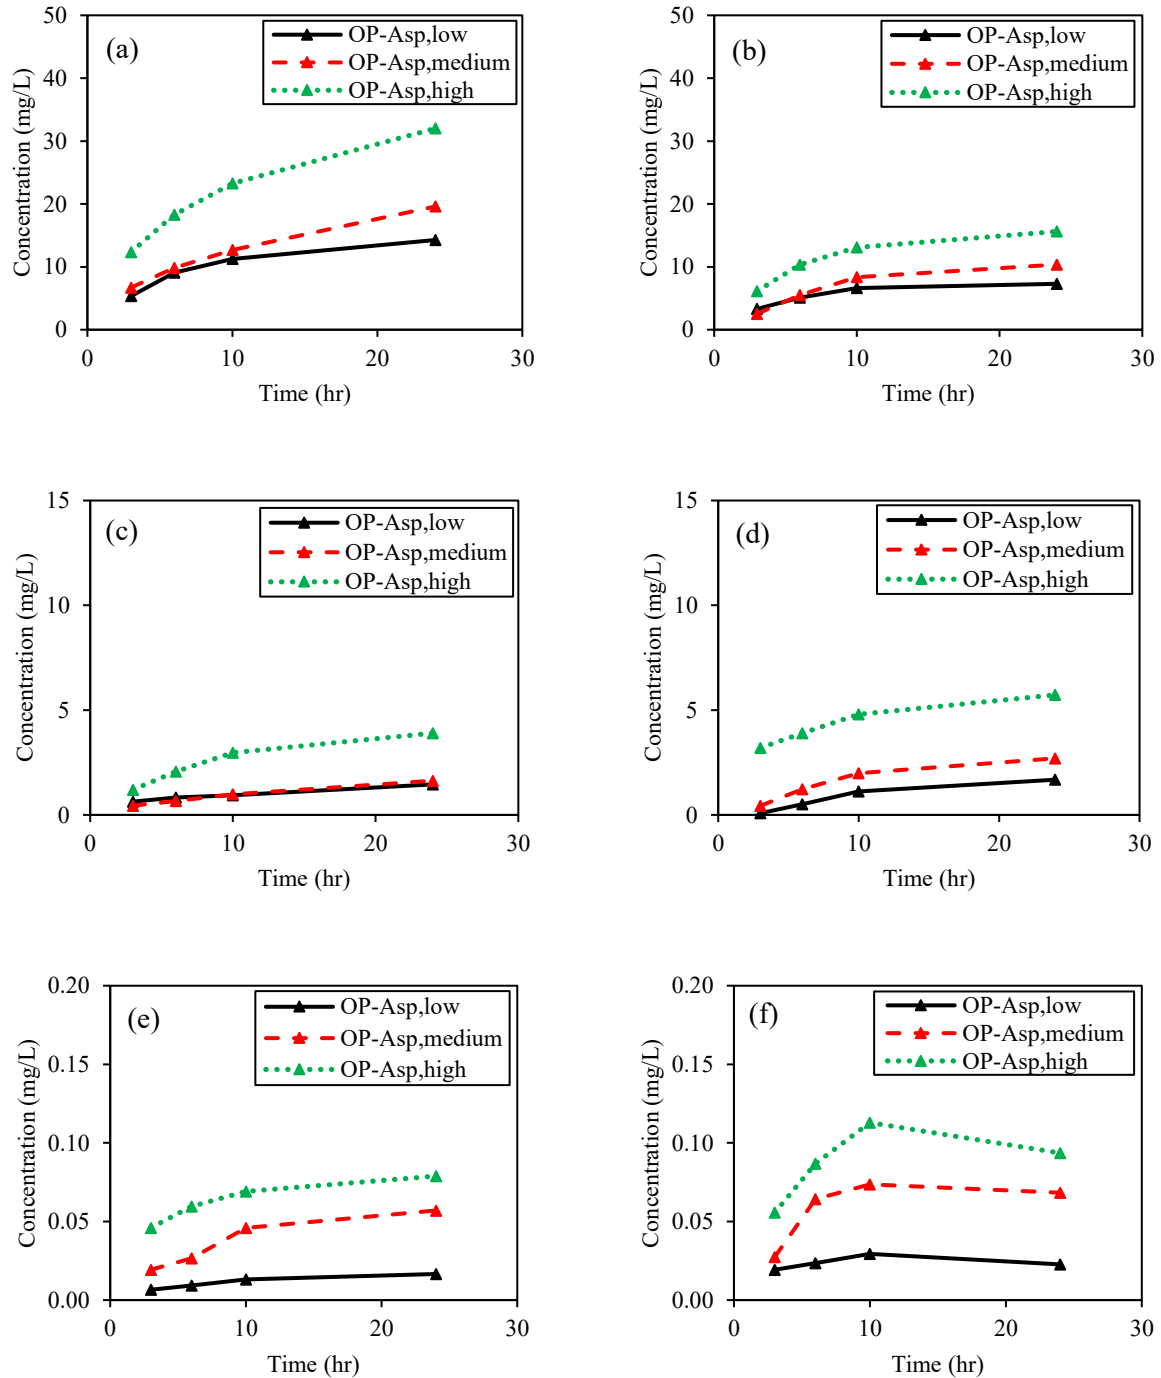 (a)
OP-Asp,low
OP-Asp,medium
OP-Asp,high
Concentration (mg/L)
50
40
30
20
10
0
0 10 20 30
Time (hr)
(b)
OP-Asp,low
OP-Asp,medium
OP-Asp,high
Concentration (mg/L)
50
40
30
20
10
0
0 10 20 30
Time (hr)
(c)
OP-Asp,low
OP-Asp,medium
OP-Asp,high
Concentration (mg/L)
15
10
5
0
0 10 20 30
Time (hr)
(d)
OP-Asp,low
OP-Asp,medium
OP-Asp,high
Concentration (mg/L)
15
10
5
0
0 10 20 30
Time (hr)
(e)
OP-Asp,low
OP-Asp,medium
OP-Asp,high
Concentration (mg/L)
0.20
0.15
0.10
0.05
0.00
0 10 20 30
Time (hr)
(f)
OP-Asp,low
OP-Asp,medium
OP-Asp,high
Concentration (mg/L)
0.20
0.15
0.10
0.05
0.00
0 10 20 30
Time (hr)